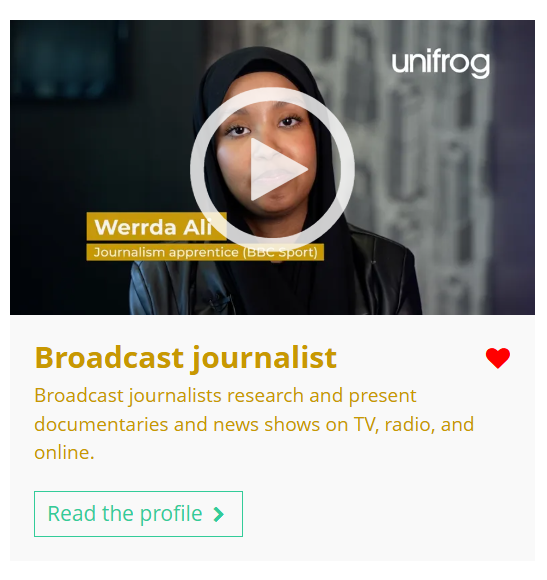 unifrog
Werrda Ali
Journalism apprentice (BBC Sport)
Broadcast journalist
Broadcast journalists research and present
documentaries and news shows on TV, radio, and
online.
Read the profile